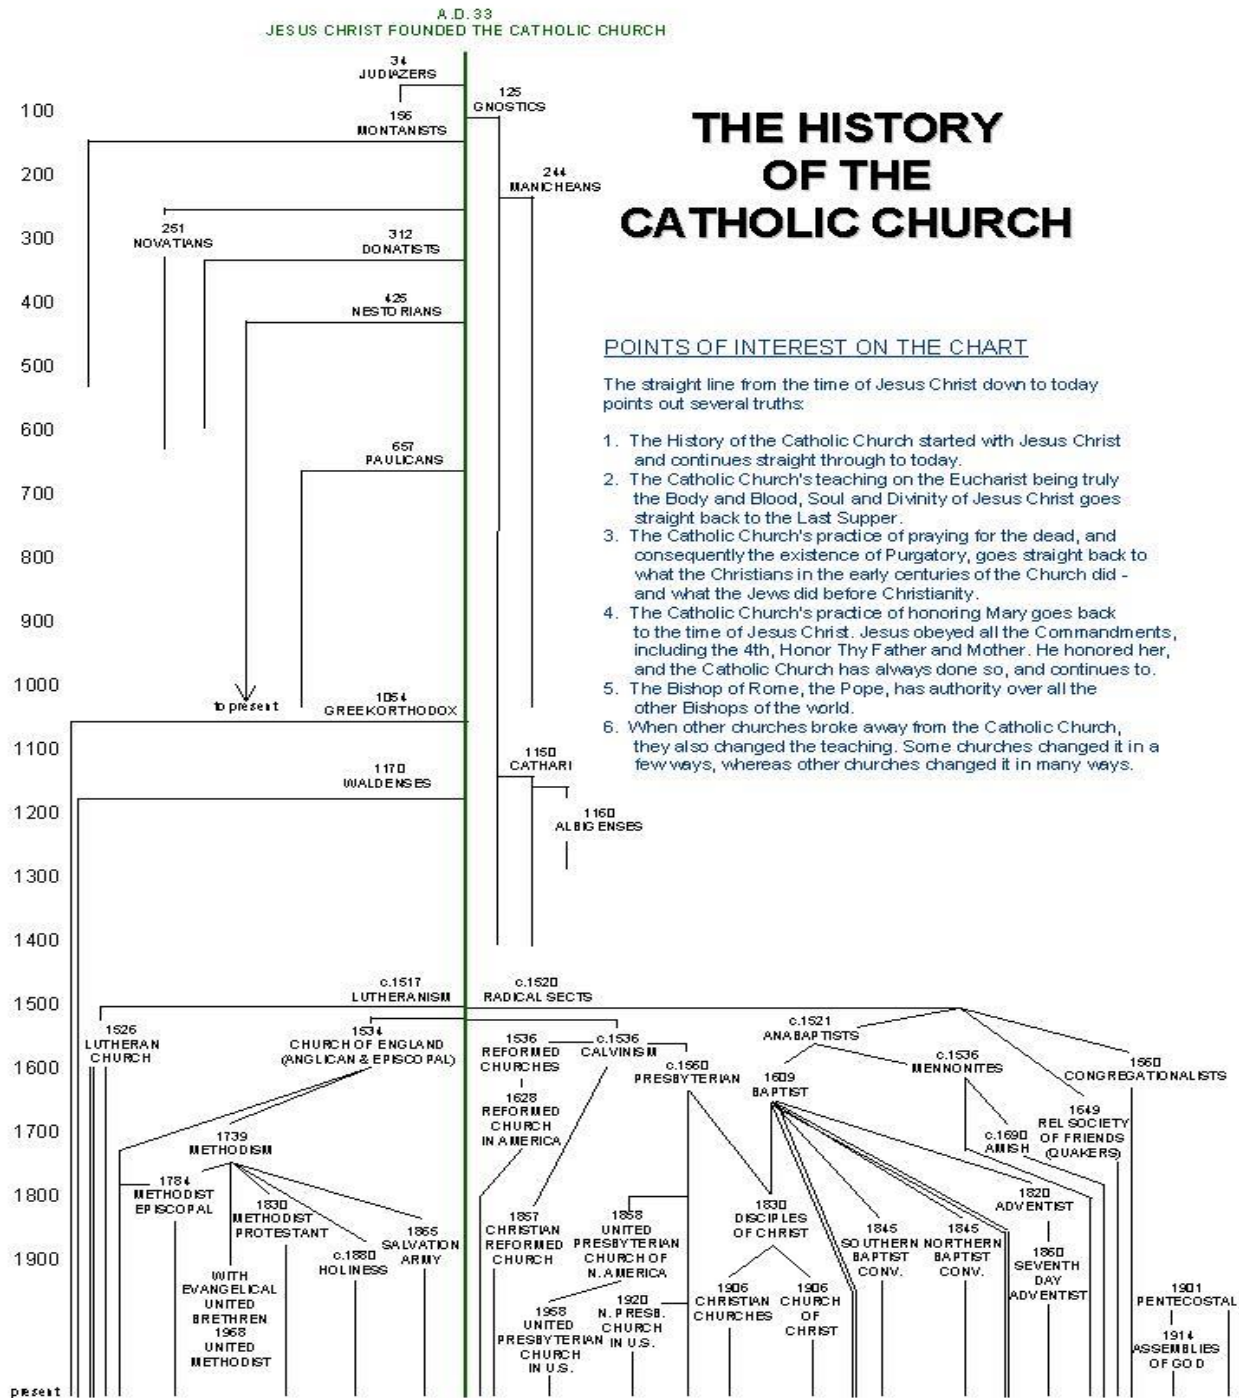 A.D. 33
JESUS CHRIST FOUNDED THE CATHOLIC CHURCH
34
JUDIAZERS
125
GNOSTICS
100
156
MONTANISTS
THE HISTORY
OF THE
CATHOLIC CHURCH
200
244
MANICHEANS
251
NOVATIANS
300
312
DONATISTS
400
425
NESTORIANS
500
600
657
PAULICANS
700
800
900
1000
to present
1054
GREEKORTHODOX
1100
1150
CATHARI
1170
WALDENSES
1200
1160
ALBIGENSES
1300
1400
1500
POINTS OF INTEREST ON THE CHART
The straight line from the time of Jesus Christ down to today
points out several truths:
1. The History of the Catholic Church started with Jesus Christ
and continues straight through to today.
2. The Catholic Church's teaching on the Eucharist being truly
the Body and Blood, Soul and Divinity of Jesus Christ goes
straight back to the Last Supper.
3. The Catholic Church's practice of praying for the dead, and
consequently the existence of Purgatory, goes straight back to
what the Christians in the early centuries of the Church did -
and what the Jews did before Christianity.
4. The Catholic Church's practice of honoring Mary goes back
to the time of Jesus Christ. Jesus obeyed all the Commandments,
including the 4th, Honor Thy Father and Mother. He honored her,
and the Catholic Church has always done so, and continues to.
5. The Bishop of Rome, the Pope, has authority over all the
other Bishops of the world.
6. When other churches broke away from the Catholic Church,
they also changed the teaching. Some churches changed it in a
few ways, whereas other churches changed it in many ways.
c.1517
LUTHERANISM
c.1520
RADICAL SECTS
1526
LUTHERAN
CHURCH
1534
CHURCH OF ENGLAND
(ANGLICAN & EPISCOPAL)
1536
REFORMED
CHURCHES
c.1536
CALVINISM
c.1560
PRESBYTERIAN
c.1521
ANABAPTISTS
c.1536
MENNONITES
1560
CONGREGATIONALISTS
1600
1609
BAPTIST
1628
REFORMED
CHURCH
IN AMERICA
1649
REL SOCIETY
OF FRIENDS
(QUAKERS)
c.1690
AMISH
1700
1739
METHODISM
1784
METHODIST
EPISCOPAL
1800
1830
METHODIST
PROTESTANT
1865
SALVATION
ARMY
c.1880
HOLINESS
1857
CHRISTIAN
REFORMED
CHURCH
1858
UNITED
PRESBYTERIAN
CHURCH OF
N. AMERICA
1830
DISCIPLES
OF CHRIST
1845
SOUTHERN
BAPTIST
CONV.
1845
NORTHERN
BAPTIST
CONV.
1820
ADVENTIST
1860
SEVENTH
DAY
ADVENTIST
1900
WITH
EVANGELICAL
UNITED
BRETHREN
1968
UNITED
METHODIST
1958
UNITED
PRESBYTERIAN
CHURCH
IN U.S.
1920
N. PRESB.
CHURCH
IN U.S.
1906
CHRISTIAN
CHURCHES
1906
CHURCH
OF
CHRIST
1901
PENTECOSTAL
1914
ASSEMBLIES
OF GOD
present